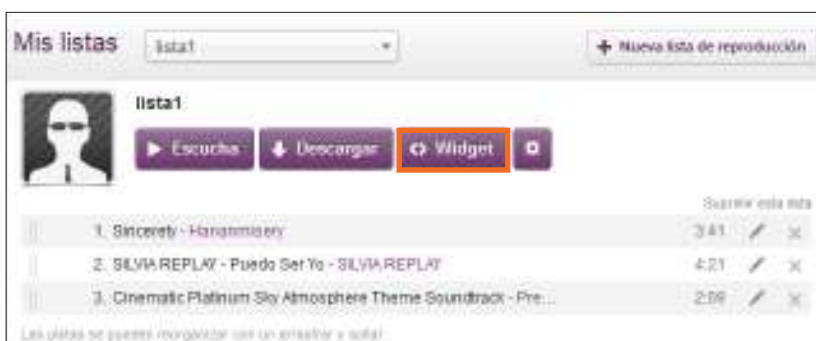 Mis listas lista1 Nueva lista de reproducción
lista1
Escucha Descargar Widget
Suprimir esta lista
1. Sincerety - Hananmisery 3:41
2. SILVIA REPLAY - Puedo Ser Yo - SILVIA REPLAY 4:21
3. Cinematic Platinum Sky Atmosphere Theme Soundtrack - Pre... 2:09
Las pistas se pueden reorganizar con un arrastrar y soltar